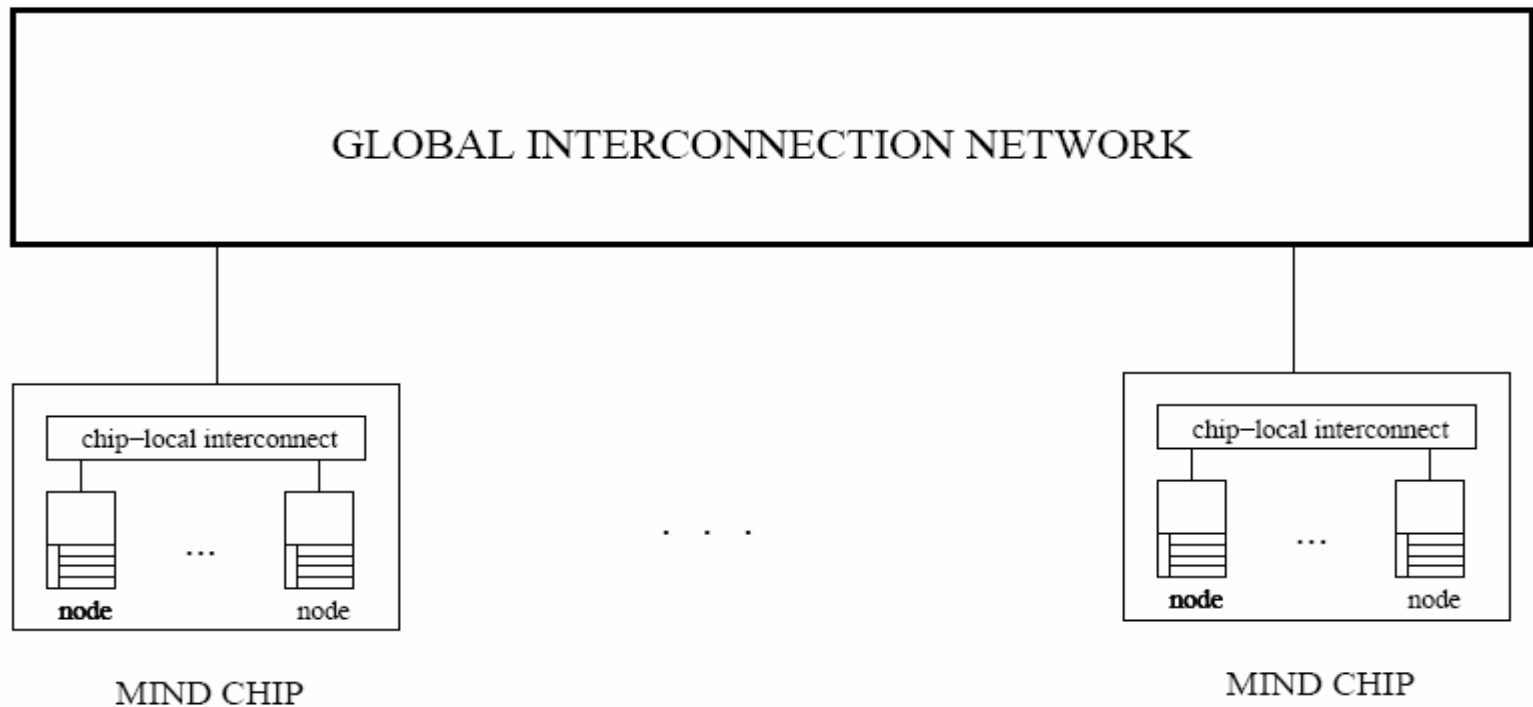 GLOBAL INTERCONNECTION NETWORK
chip–local interconnect
...
node
node
MIND CHIP
. . .
chip–local interconnect
...
node
node
MIND CHIP